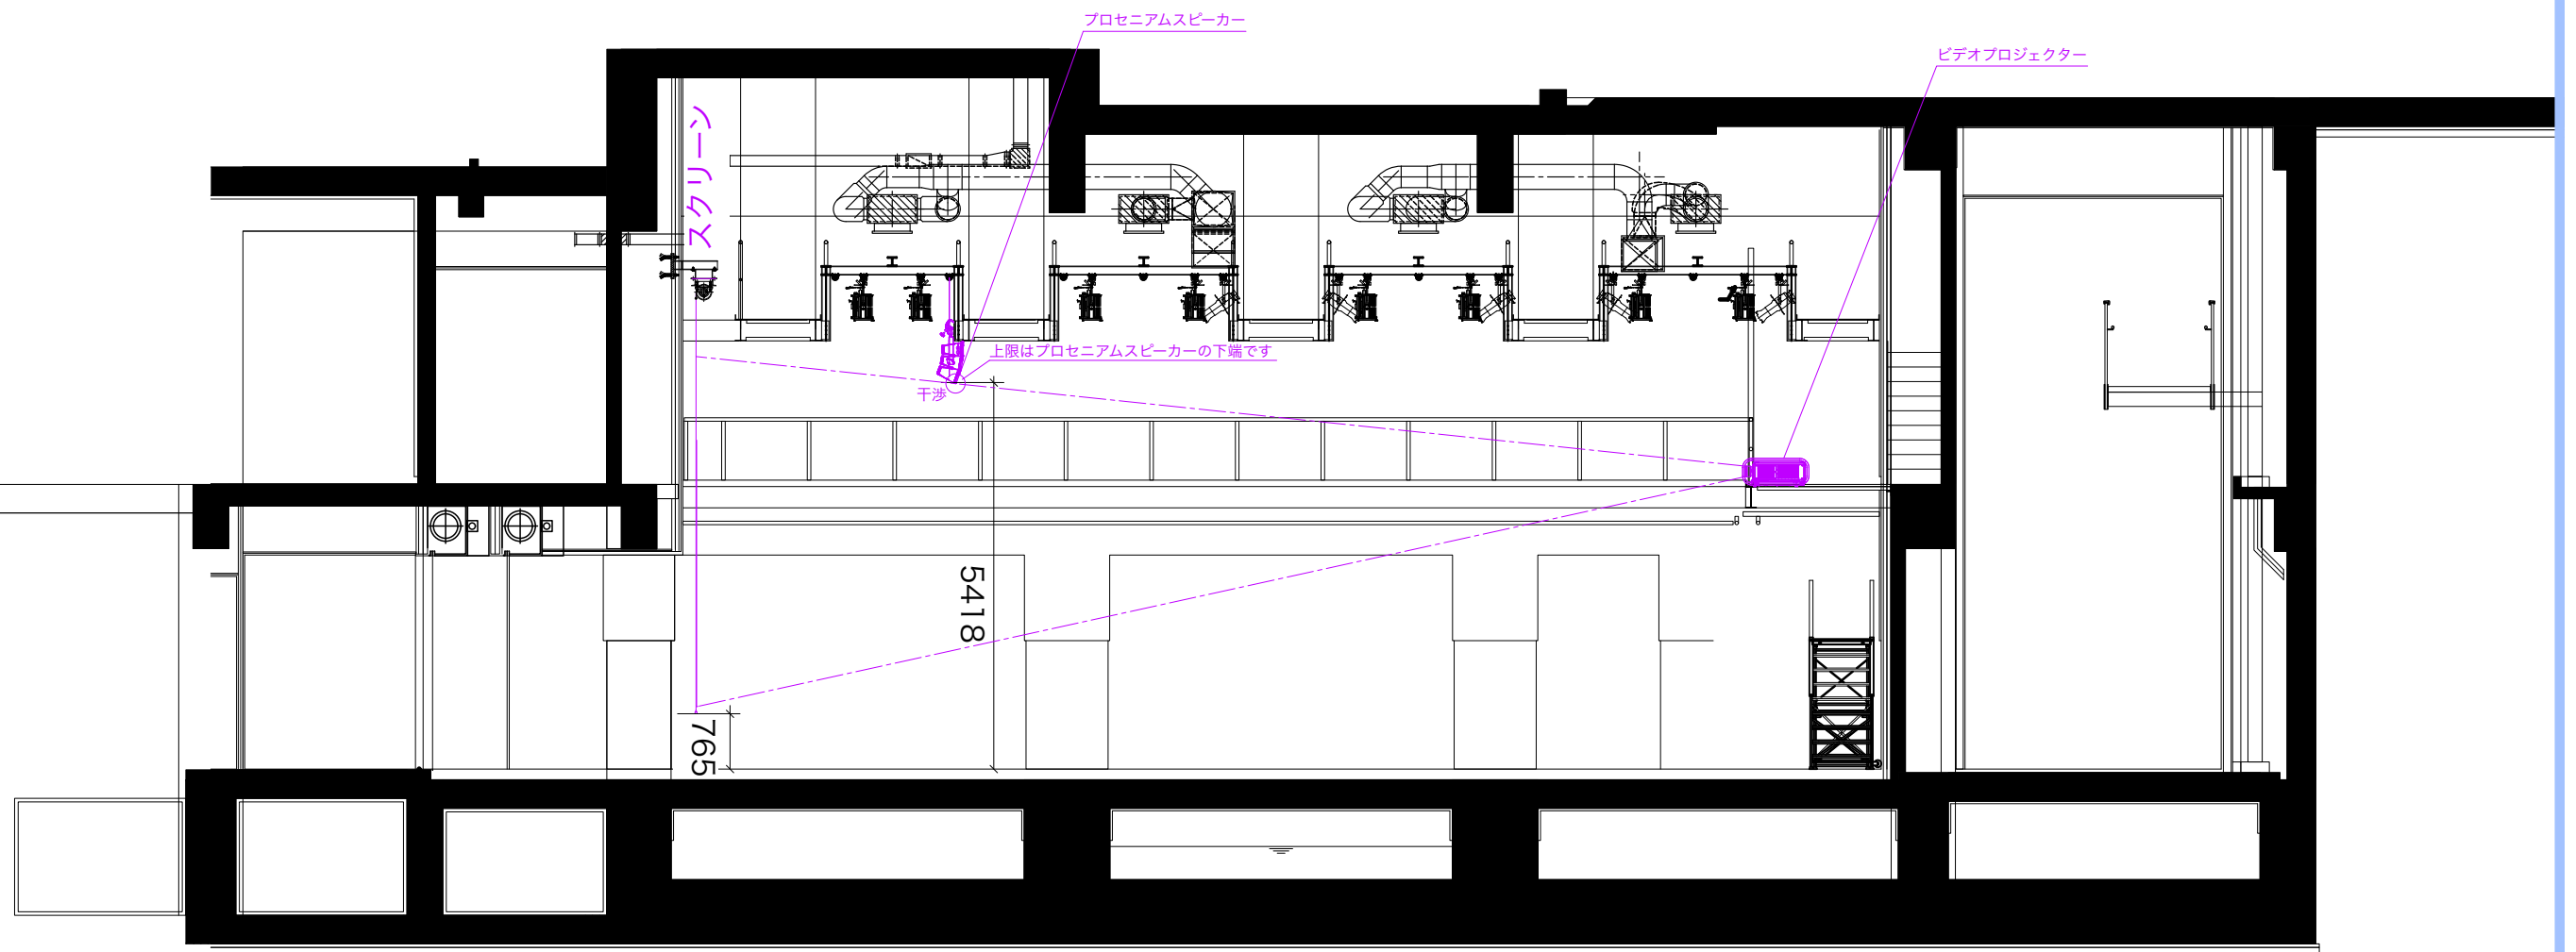 プロセニアムスピーカー
ビデオプロジェクター
スクリーン
上限はプロセニアムスピーカーの下端です
干渉
5418
765